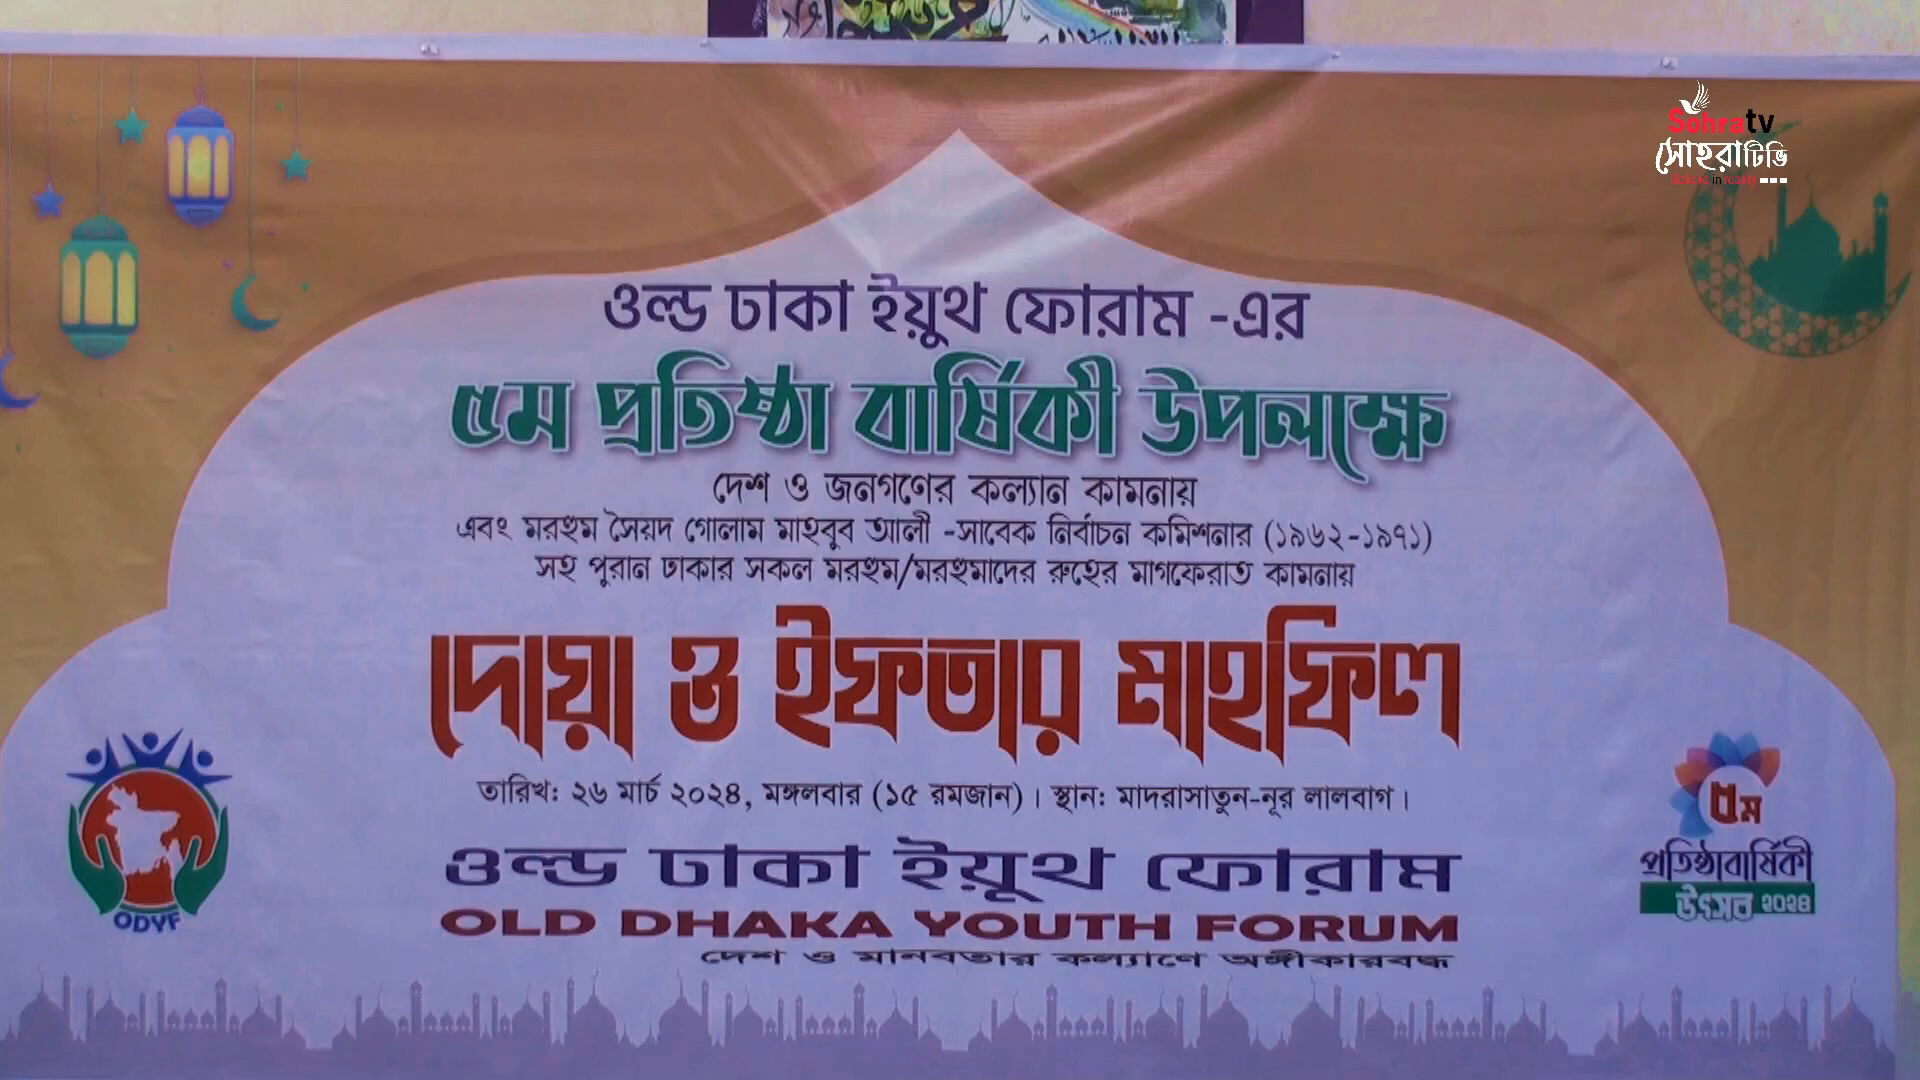 Sohratv
সোহরাটিভি
ওল্ড ঢাকা ইয়ুথ ফোরাম -এর
৫ম প্রতিষ্ঠা বার্ষিকী উপলক্ষে
দেশ ও জনগণের কল্যান কামনায়
এবং মরহুম সৈয়দ গোলাম মাহবুব আলী -সাবেক নির্বাচন কমিশনার (১৯৬২-১৯৭১)
সহ পুরান ঢাকার সকল মরহুম/মরহুমাদের রুহের মাগফেরাত কামনায়
দোয়া ও ইফতার মাহফিল
তারিখ: ২৬ মার্চ ২০২৪, মঙ্গলবার (১৫ রমজান)। স্থান: মাদরাসাতুন-নূর লালবাগ।
ওল্ড ঢাকা ইয়ূথ ফোরাম
OLD DHAKA YOUTH FORUM
দেশ ও মানবতার কল্যাণে অঙ্গীকারবদ্ধ
ODYF
৫ম
প্রতিষ্ঠাবার্ষিকী
উৎসব ২০২৪